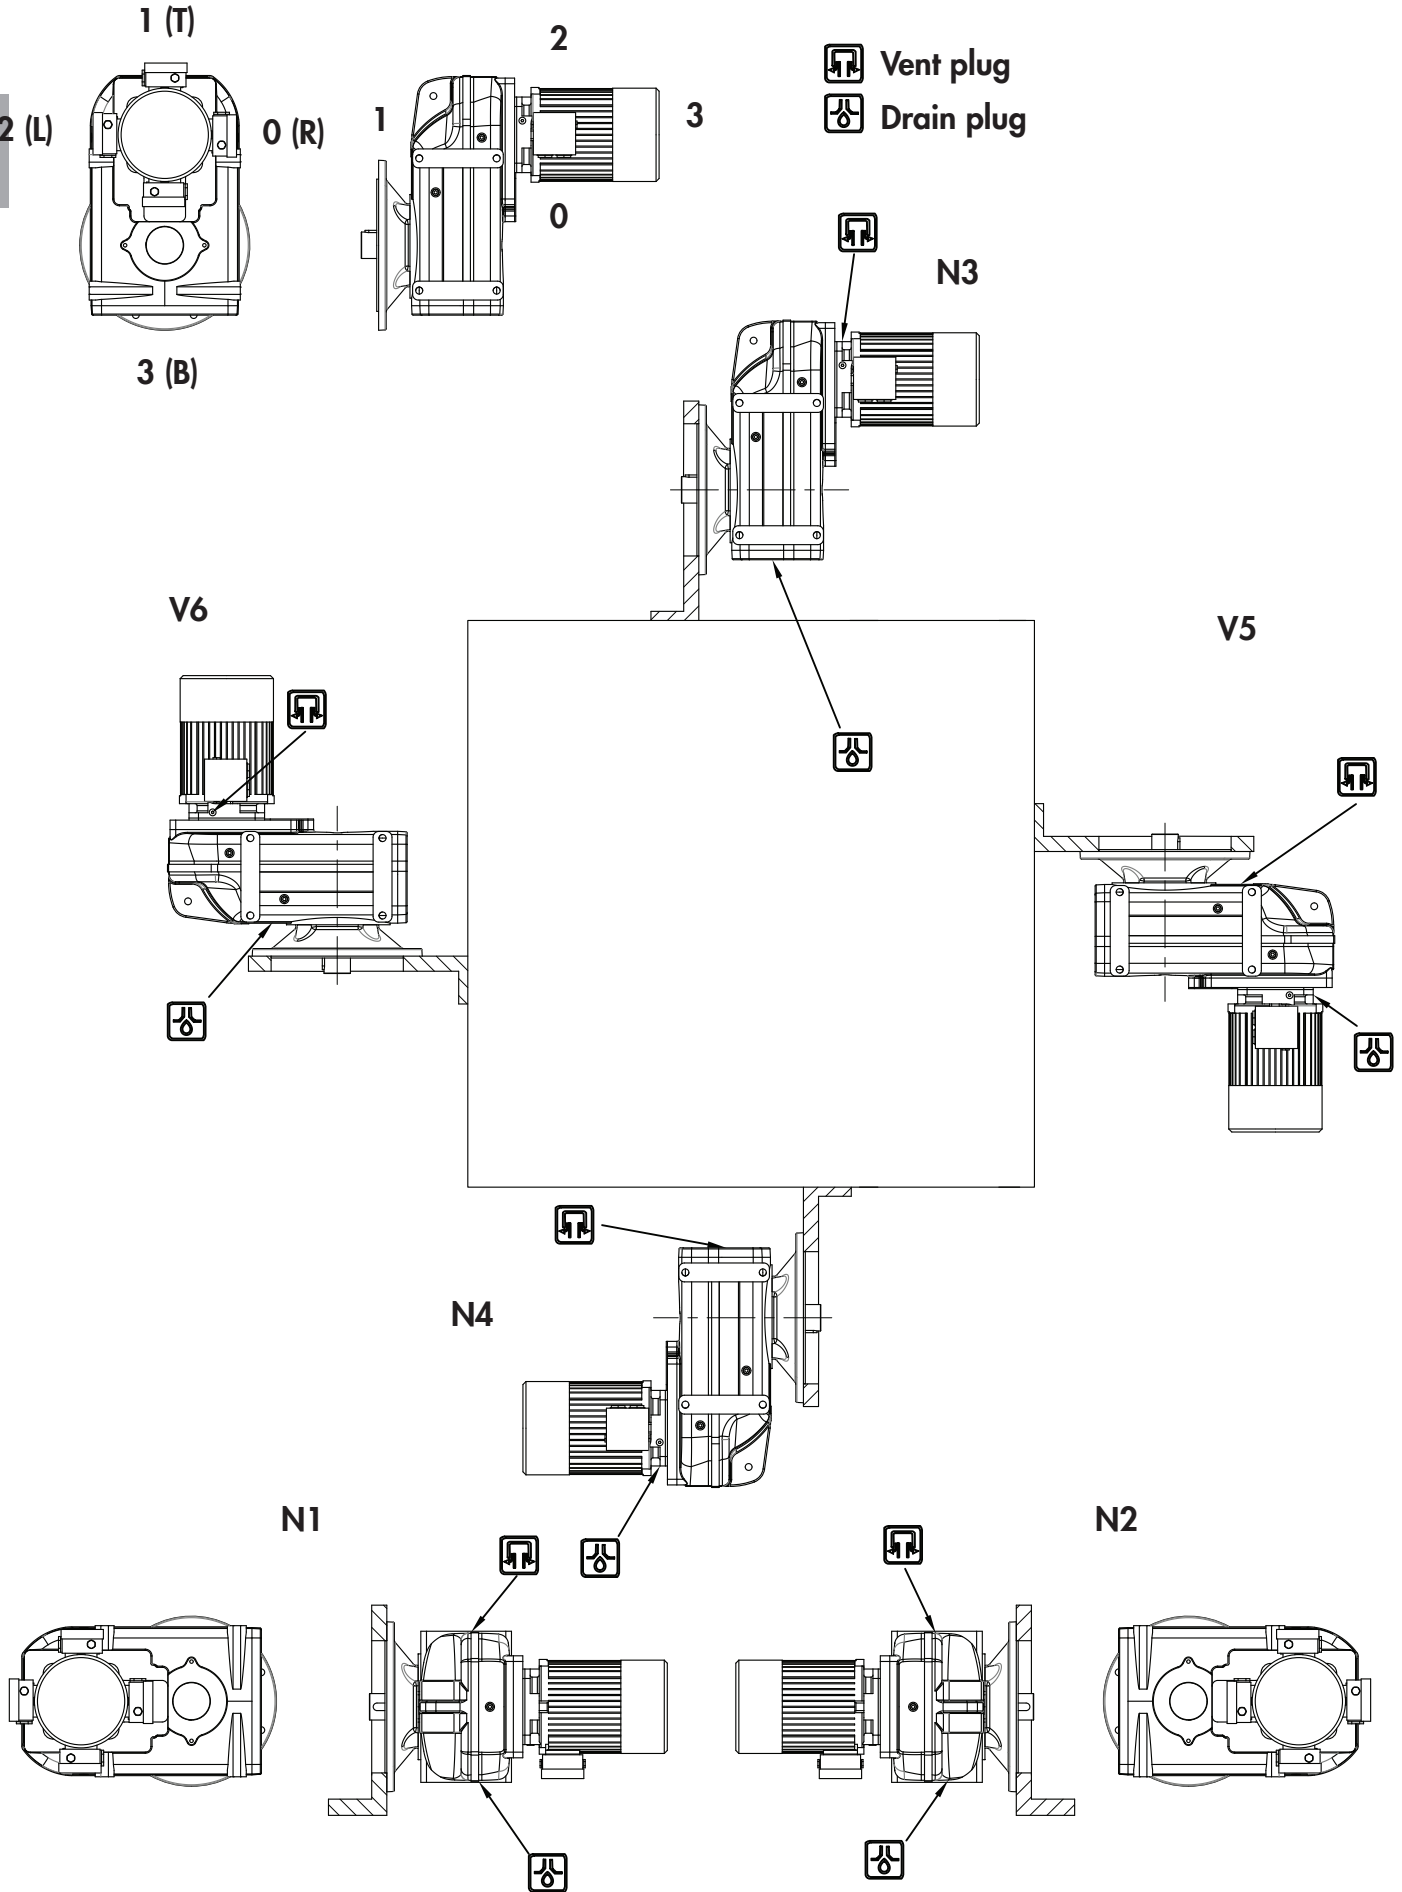 1 (T)
2
Vent plug
2 (L)
0 (R)
1
3
Drain plug
0
N3
3 (B)
V6
V5
N4
N1
N2